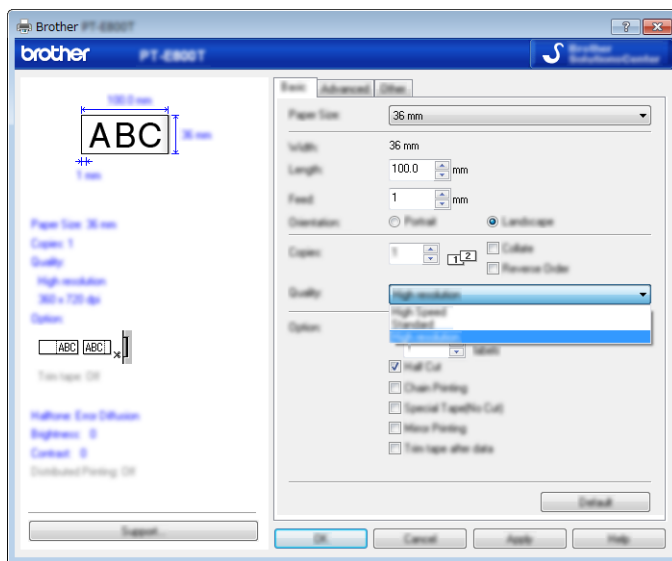 Brother PT-E800T
brother PT-E800T Brother
SolutionsCenter
100.0 mm
ABC
36 mm
1 mm
Paper Size: 36 mm
Copies: 1
Quality:
High resolution
360 x 720 dpi
Option:
ABC ABC
Trim tape: Off
Halftone: Error Diffusion
Brightness: 0
Contrast: 0
Distributed Printing: Off
Support...
Basic Advanced Other
Paper Size: 36 mm
Width: 36 mm
Length: 100.0 mm
Feed: 1 mm
Orientation: Portrait Landscape
Copies: 1 1 2 Collate
Reverse Order
Quality: High resolution
High Speed
Standard
High resolution
Option:
1 labels
Half Cut
Chain Printing
Special Tape(No Cut)
Mirror Printing
Trim tape after data
Default
OK Cancel Apply Help